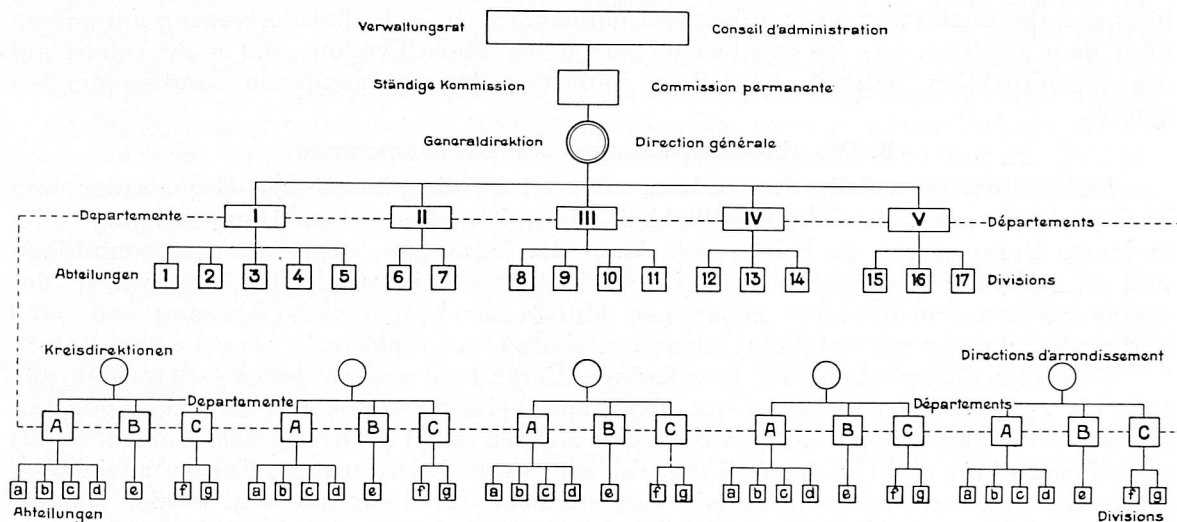 Verwaltungsrat Conseil d'administration
Ständige Kommission Commission permanente
Generaldirektion Direction générale
Departemente I II III IV V Départements
Abteilungen 1 2 3 4 5 6 7 8 9 10 11 12 13 14 15 16 17 Divisions
Kreisdirektionen Directions d'arrondissement
Departemente Départements
A B C A B C A B C A B C A B C
a b c d e f g a b c d e f g a b c d e f g a b c d e f g a b c d e f g
Abteilungen Divisions